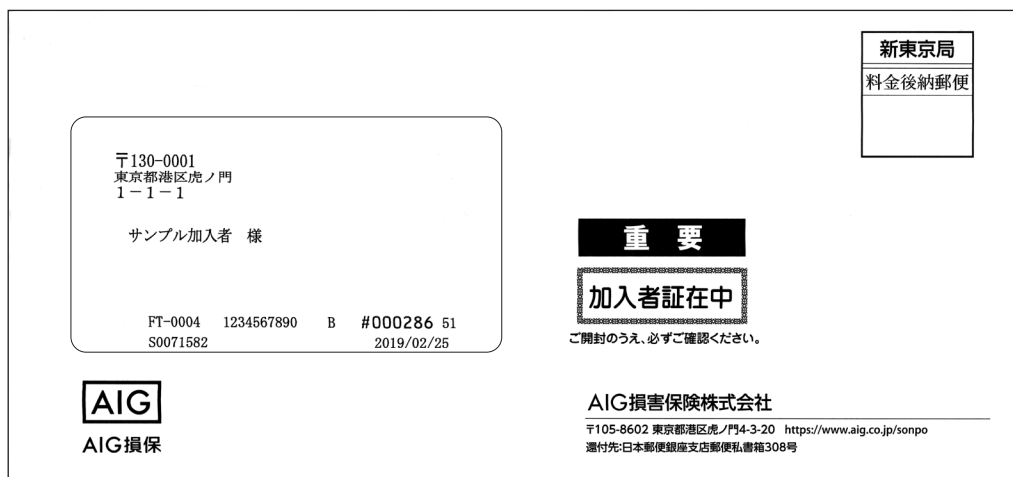 新東京局
料金後納郵便
〒130-0001
東京都港区虎ノ門
1-1-1
サンプル加入者 様
FT-0004 1234567890 B #000286 51
S0071582 2019/02/25
重 要
加入者証在中
ご開封のうえ、必ずご確認ください。
AIG
AIG損保
AIG損害保険株式会社
〒105-8602 東京都港区虎ノ門4-3-20 https://www.aig.co.jp/sonpo
還付先:日本郵便銀座支店郵便私書箱308号